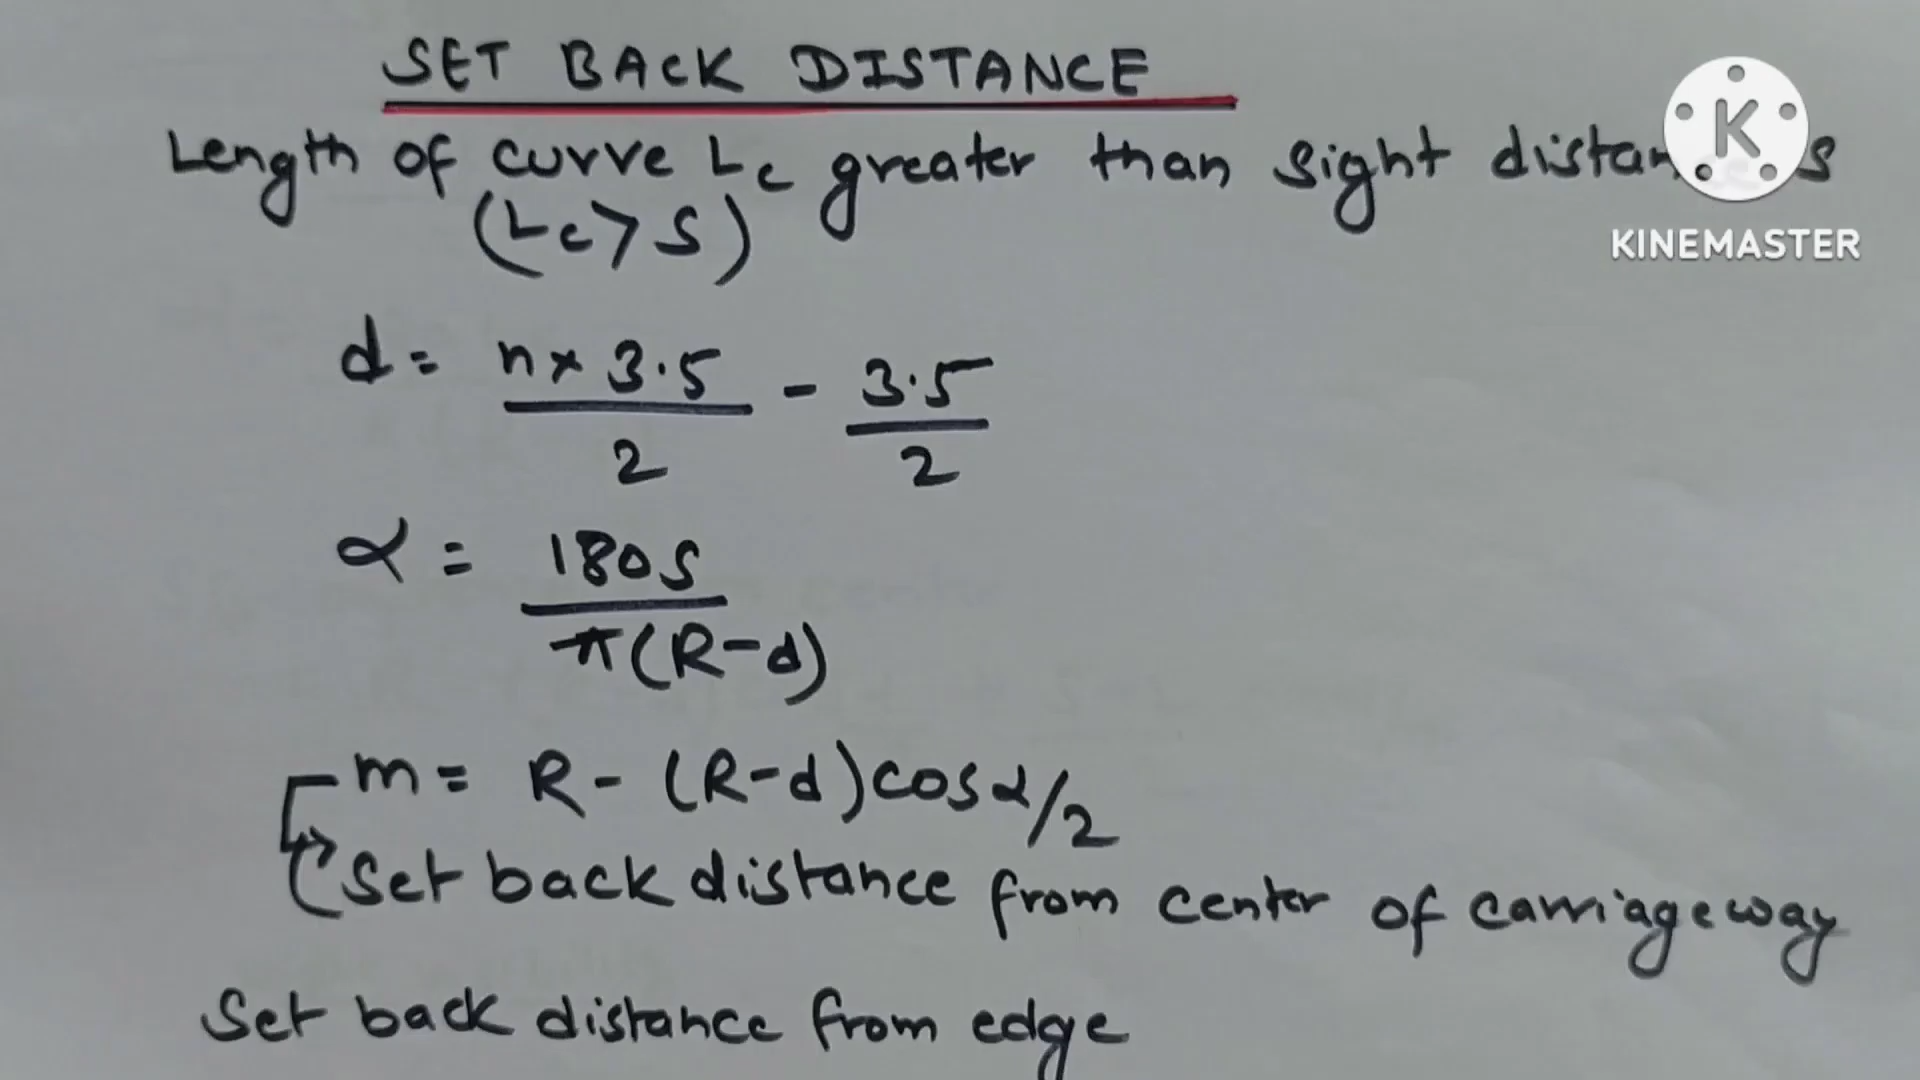 SET BACK DISTANCE
Length of curve Lc greater than sight distan s
(Lc > S)
d = n × 3.5 / 2 - 3.5 / 2
α = 180S / π(R-d)
m = R - (R-d) cos α/2
Set back distance from center of carriageway
Set back distance from edge
K
KINEMASTER